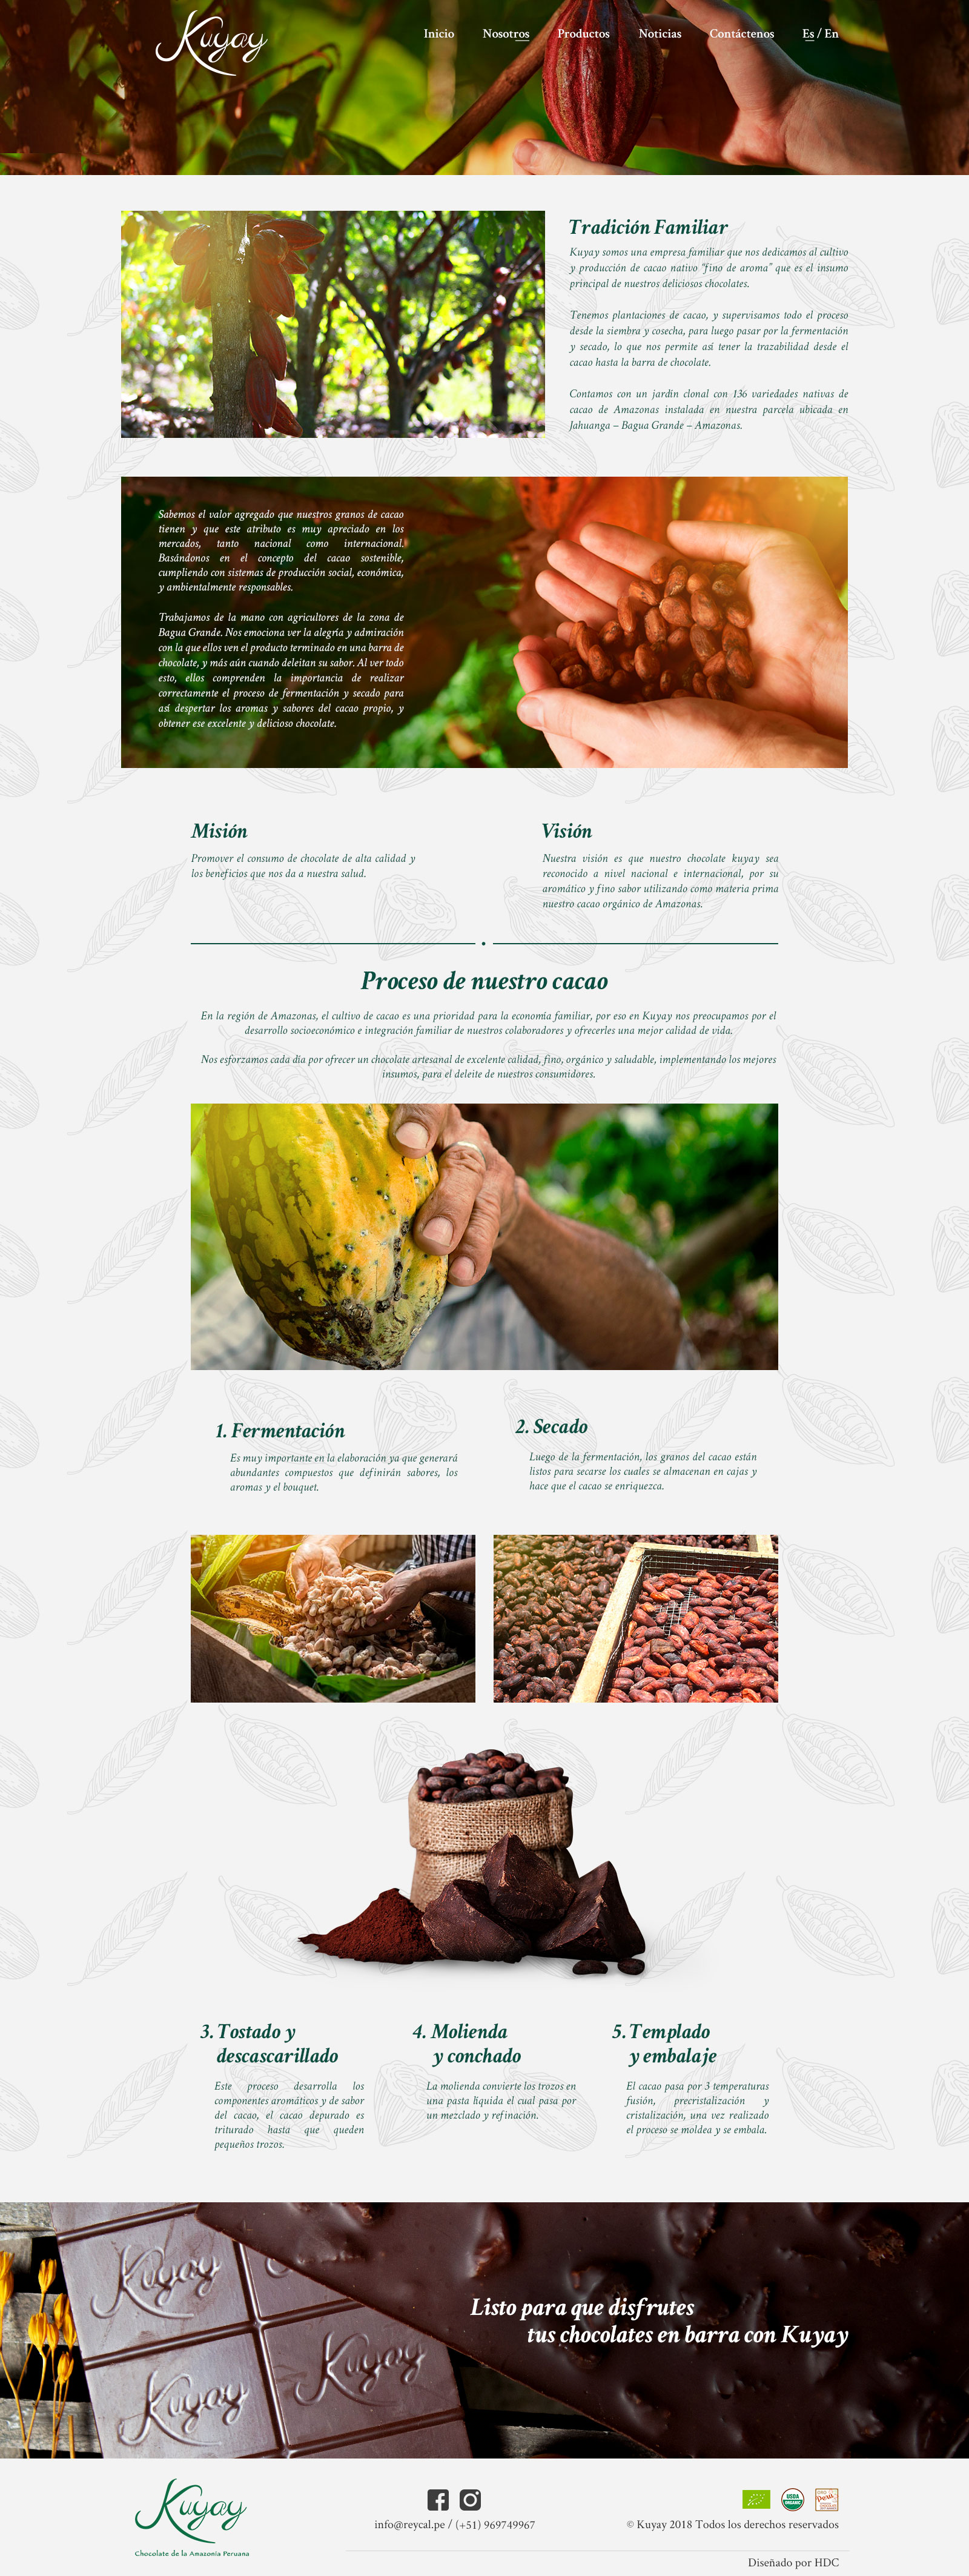 Kuyay
Inicio
Nosotros
Productos
Noticias
Contáctenos
Es / En
Tradición Familiar
Kuyay somos una empresa familiar que nos dedicamos al cultivo
y producción de cacao nativo “fino de aroma” que es el insumo
principal de nuestros deliciosos chocolates.
Tenemos plantaciones de cacao, y supervisamos todo el proceso
desde la siembra y cosecha, para luego pasar por la fermentación
y secado, lo que nos permite así tener la trazabilidad desde el
cacao hasta la barra de chocolate.
Contamos con un jardín clonal con 136 variedades nativas de
cacao de Amazonas instalada en nuestra parcela ubicada en
Jahuanga – Bagua Grande – Amazonas.
Sabemos el valor agregado que nuestros granos de cacao
tienen y que este atributo es muy apreciado en los
mercados, tanto nacional como internacional.
Basándonos en el concepto del cacao sostenible,
cumpliendo con sistemas de producción social, económica,
y ambientalmente responsables.
Trabajamos de la mano con agricultores de la zona de
Bagua Grande. Nos emociona ver la alegría y admiración
con la que ellos ven el producto terminado en una barra de
chocolate, y más aún cuando deleitan su sabor. Al ver todo
esto, ellos comprenden la importancia de realizar
correctamente el proceso de fermentación y secado para
así despertar los aromas y sabores del cacao propio, y
obtener ese excelente y delicioso chocolate.
Misión
Promover el consumo de chocolate de alta calidad y
los beneficios que nos da a nuestra salud.
Visión
Nuestra visión es que nuestro chocolate kuyay sea
reconocido a nivel nacional e internacional, por su
aromático y fino sabor utilizando como materia prima
nuestro cacao orgánico de Amazonas.
Proceso de nuestro cacao
En la región de Amazonas, el cultivo de cacao es una prioridad para la economía familiar, por eso en Kuyay nos preocupamos por el
desarrollo socioeconómico e integración familiar de nuestros colaboradores y ofrecerles una mejor calidad de vida.
Nos esforzamos cada día por ofrecer un chocolate artesanal de excelente calidad, fino, orgánico y saludable, implementando los mejores
insumos, para el deleite de nuestros consumidores.
1. Fermentación
Es muy importante en la elaboración ya que generará
abundantes compuestos que definirán sabores, los
aromas y el bouquet.
2. Secado
Luego de la fermentación, los granos del cacao están
listos para secarse los cuales se almacenan en cajas y
hace que el cacao se enriquezca.
3. Tostado y
descascarillado
Este proceso desarrolla los
componentes aromáticos y de sabor
del cacao, el cacao depurado es
triturado hasta que queden
pequeños trozos.
4. Molienda
y conchado
La molienda convierte los trozos en
una pasta líquida el cual pasa por
un mezclado y refinación.
5. Templado
y embalaje
El cacao pasa por 3 temperaturas
fusión, precristalización y
cristalización, una vez realizado
el proceso se moldea y se embala.
Kuyay
Kuyay
Kuyay
Listo para que disfrutes
tus chocolates en barra con Kuyay
Kuyay
Chocolate de la Amazonía Peruana
info@reycal.pe / (+51) 969749967
USDA
ORGANIC
Perú
© Kuyay 2018 Todos los derechos reservados
Diseñado por HDC